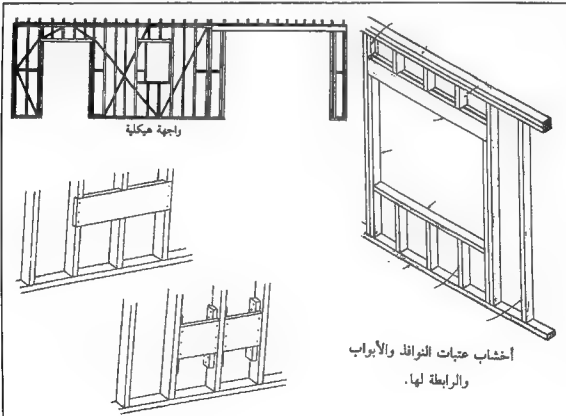 واجهة هيكلية
أخشاب عتبات النوافذ والأبواب
والرابطة لها.